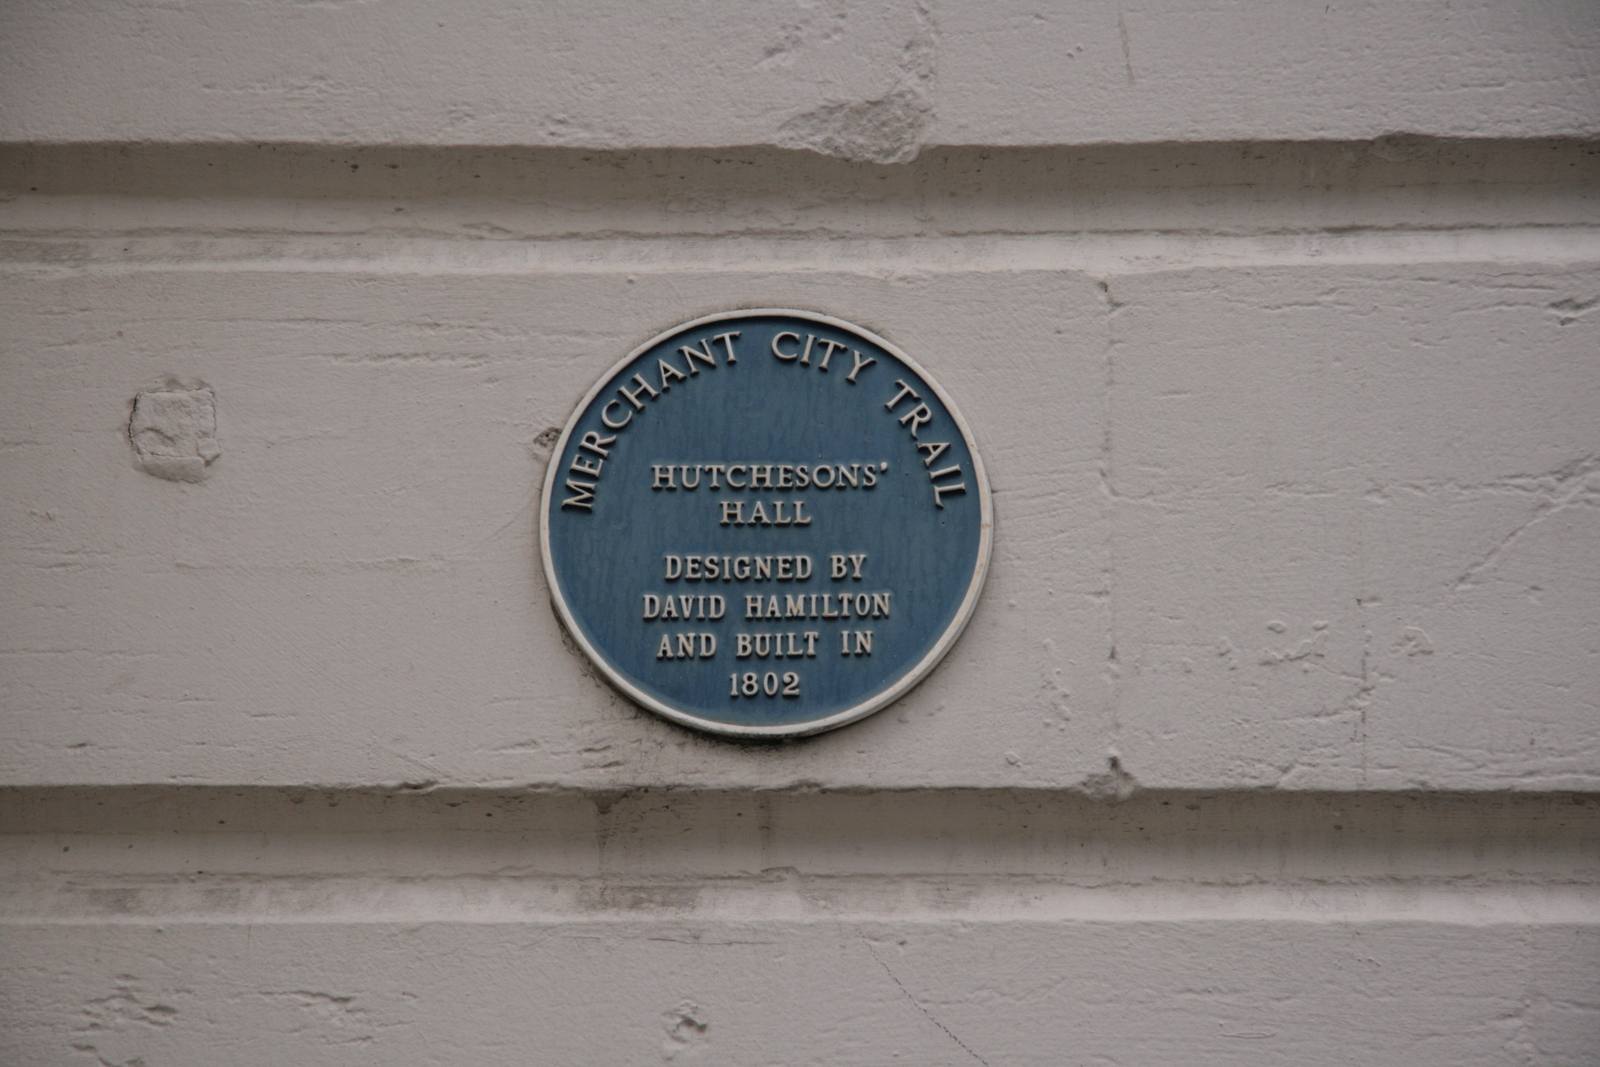 MERCHANT CITY TRAIL
HUTCHESONS'
HALL
DESIGNED BY
DAVID HAMILTON
AND BUILT IN
1802